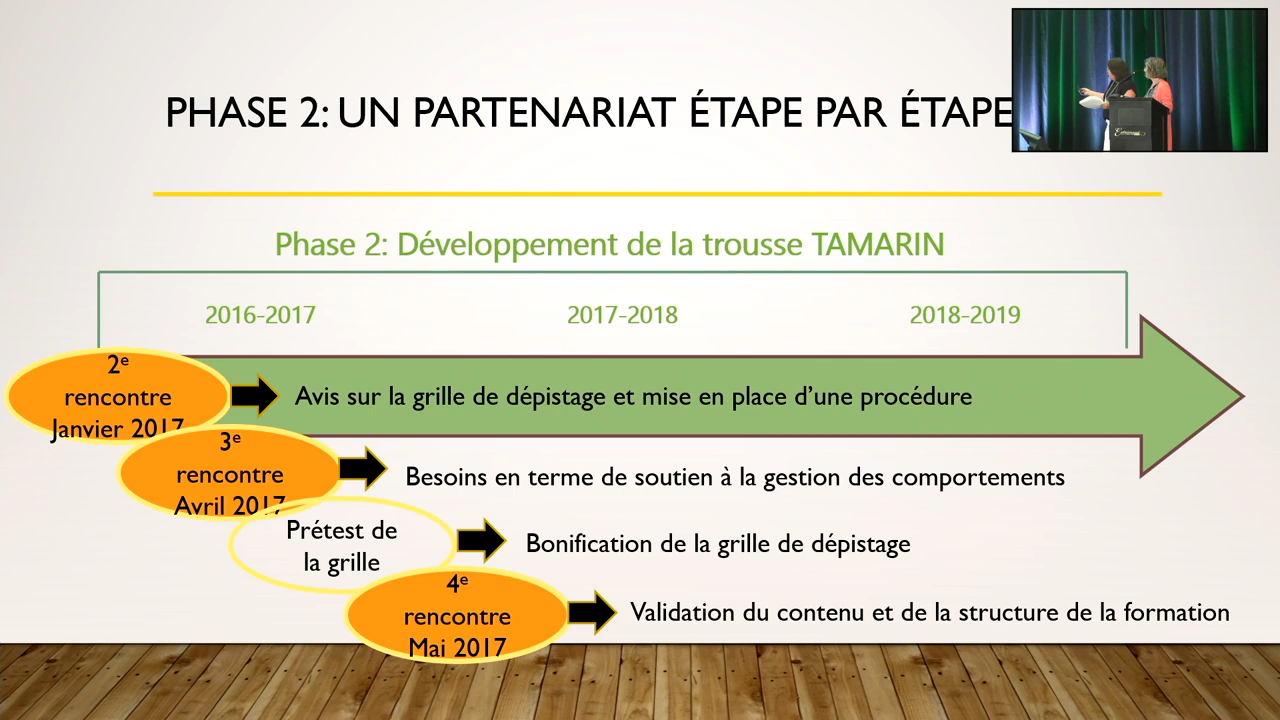 PHASE 2: UN PARTENARIAT ÉTAPE PAR ÉTAPE
Phase 2: Développement de la trousse TAMARIN
2016-2017
2017-2018
2018-2019
2e
rencontre
Janvier 2017
Avis sur la grille de dépistage et mise en place d’une procédure
3e
rencontre
Avril 2017
Besoins en terme de soutien à la gestion des comportements
Prétest de
la grille
Bonification de la grille de dépistage
4e
rencontre
Mai 2017
Validation du contenu et de la structure de la formation